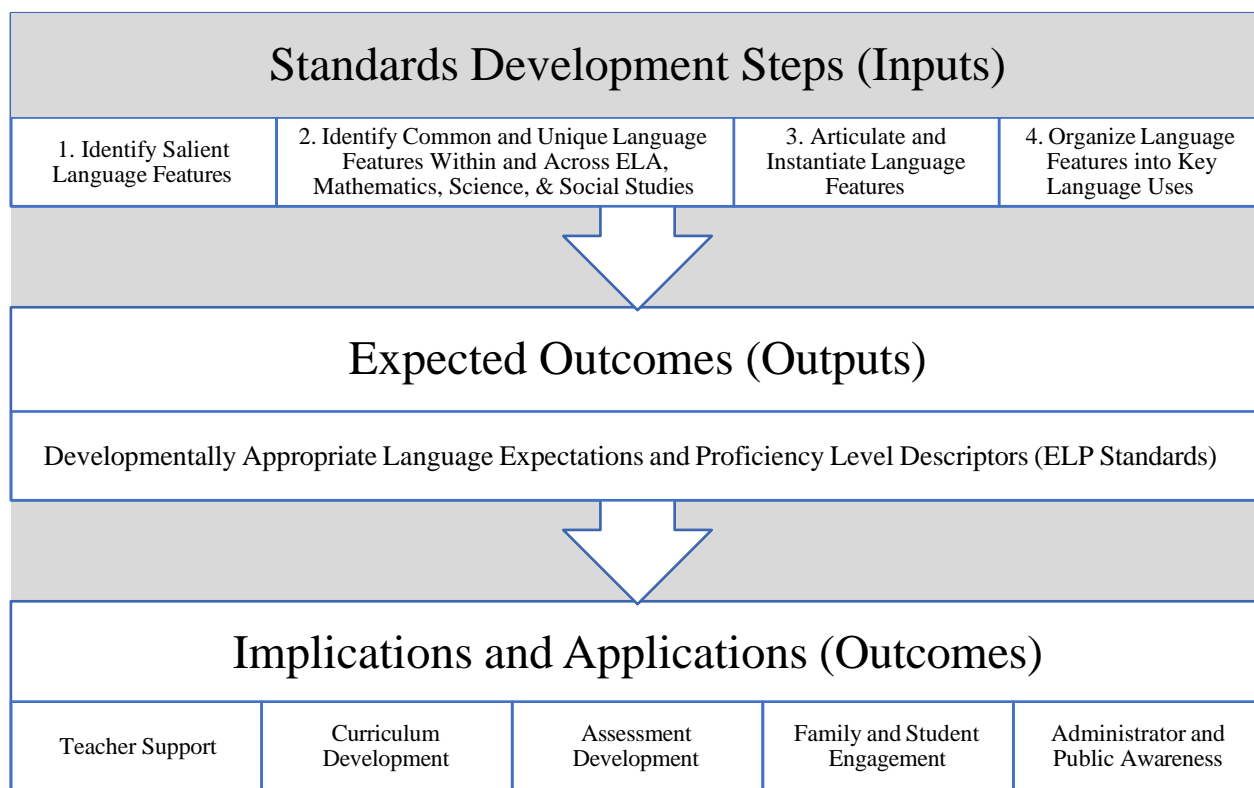 Standards Development Steps (Inputs)
1. Identify Salient
Language Features
2. Identify Common and Unique Language
Features Within and Across ELA,
Mathematics, Science, & Social Studies
3. Articulate and
Instantiate Language
Features
4. Organize Language
Features into Key
Language Uses
Expected Outcomes (Outputs)
Developmentally Appropriate Language Expectations and Proficiency Level Descriptors (ELP Standards)
Implications and Applications (Outcomes)
Teacher Support
Curriculum
Development
Assessment
Development
Family and Student
Engagement
Administrator and
Public Awareness